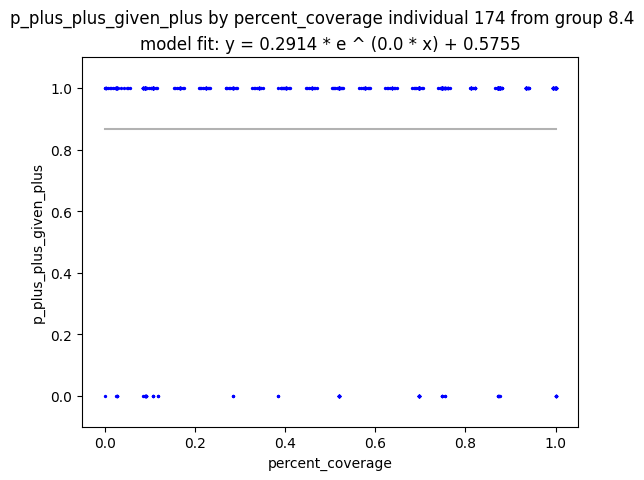 p_plus_plus_given_plus by percent_coverage individual 174 from group 8.4
model fit: y = 0.2914 * e ^ (0.0 * x) + 0.5755
1.0
0.8
0.6
0.4
0.2
0.0
p_plus_plus_given_plus
0.0 0.2 0.4 0.6 0.8 1.0
percent_coverage